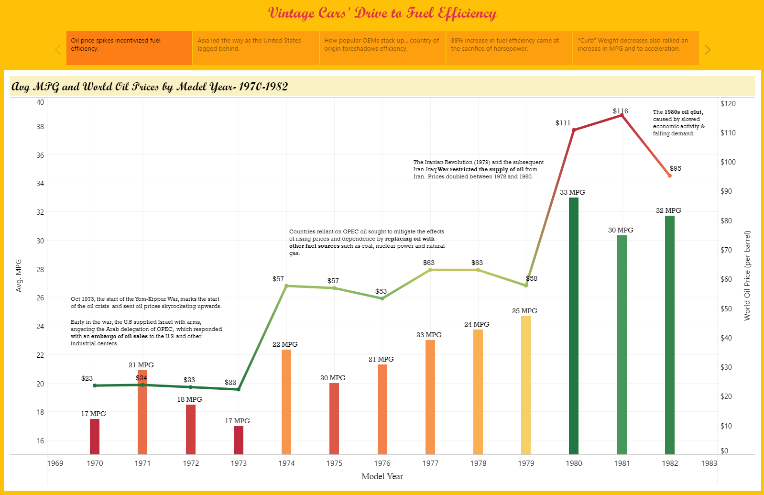 Vintage Cars' Drive to Fuel Efficiency
Oil price spikes incentivized fuel
efficiency.
Asia led the way as the United States
lagged behind.
How popular OEMs stack up... country of
origin foreshadows efficiency.
88% increase in fuel efficiency came at
the sacrifice of horsepower.
"Curb" Weight decreases also rallied an
increase in MPG and to acceleration.
Avg MPG and World Oil Prices by Model Year- 1970-1982
40
38
36
34
32
30
28
26
24
22
20
18
16
Avg. MPG
$120
$110
$100
$90
$80
$70
$60
$50
$40
$30
$20
$10
$0
World Oil Price (per barrel)
$111
$116
$95
The 1980s oil glut,
caused by slowed
economic activity &
falling demand.
The Iranian Revolution (1979) and the subsequent
Iran-Iraq War restricted the supply of oil from
Iran. Prices doubled between 1978 and 1980.
Countries reliant on OPEC oil sought to mitigate the effects
of rising prices and dependence by replacing oil with
other fuel sources such as coal, nuclear power and natural
gas.
Oct 1973, the start of the Yom-Kippur War, marks the start
of the oil crisis and sent oil prices skyrocketing upwards.
Early in the war, the U.S supplied Israel with arms,
angering the Arab delegation of OPEC, which responded
with an embargo of oil sales to the U.S. and other
industrial centers.
$23
$24
$23
$22
$57
$57
$53
$63
$63
$58
17 MPG
21 MPG
18 MPG
17 MPG
22 MPG
20 MPG
21 MPG
23 MPG
24 MPG
25 MPG
33 MPG
30 MPG
32 MPG
1969
1970
1971
1972
1973
1974
1975
1976
1977
1978
1979
1980
1981
1982
1983
Model Year